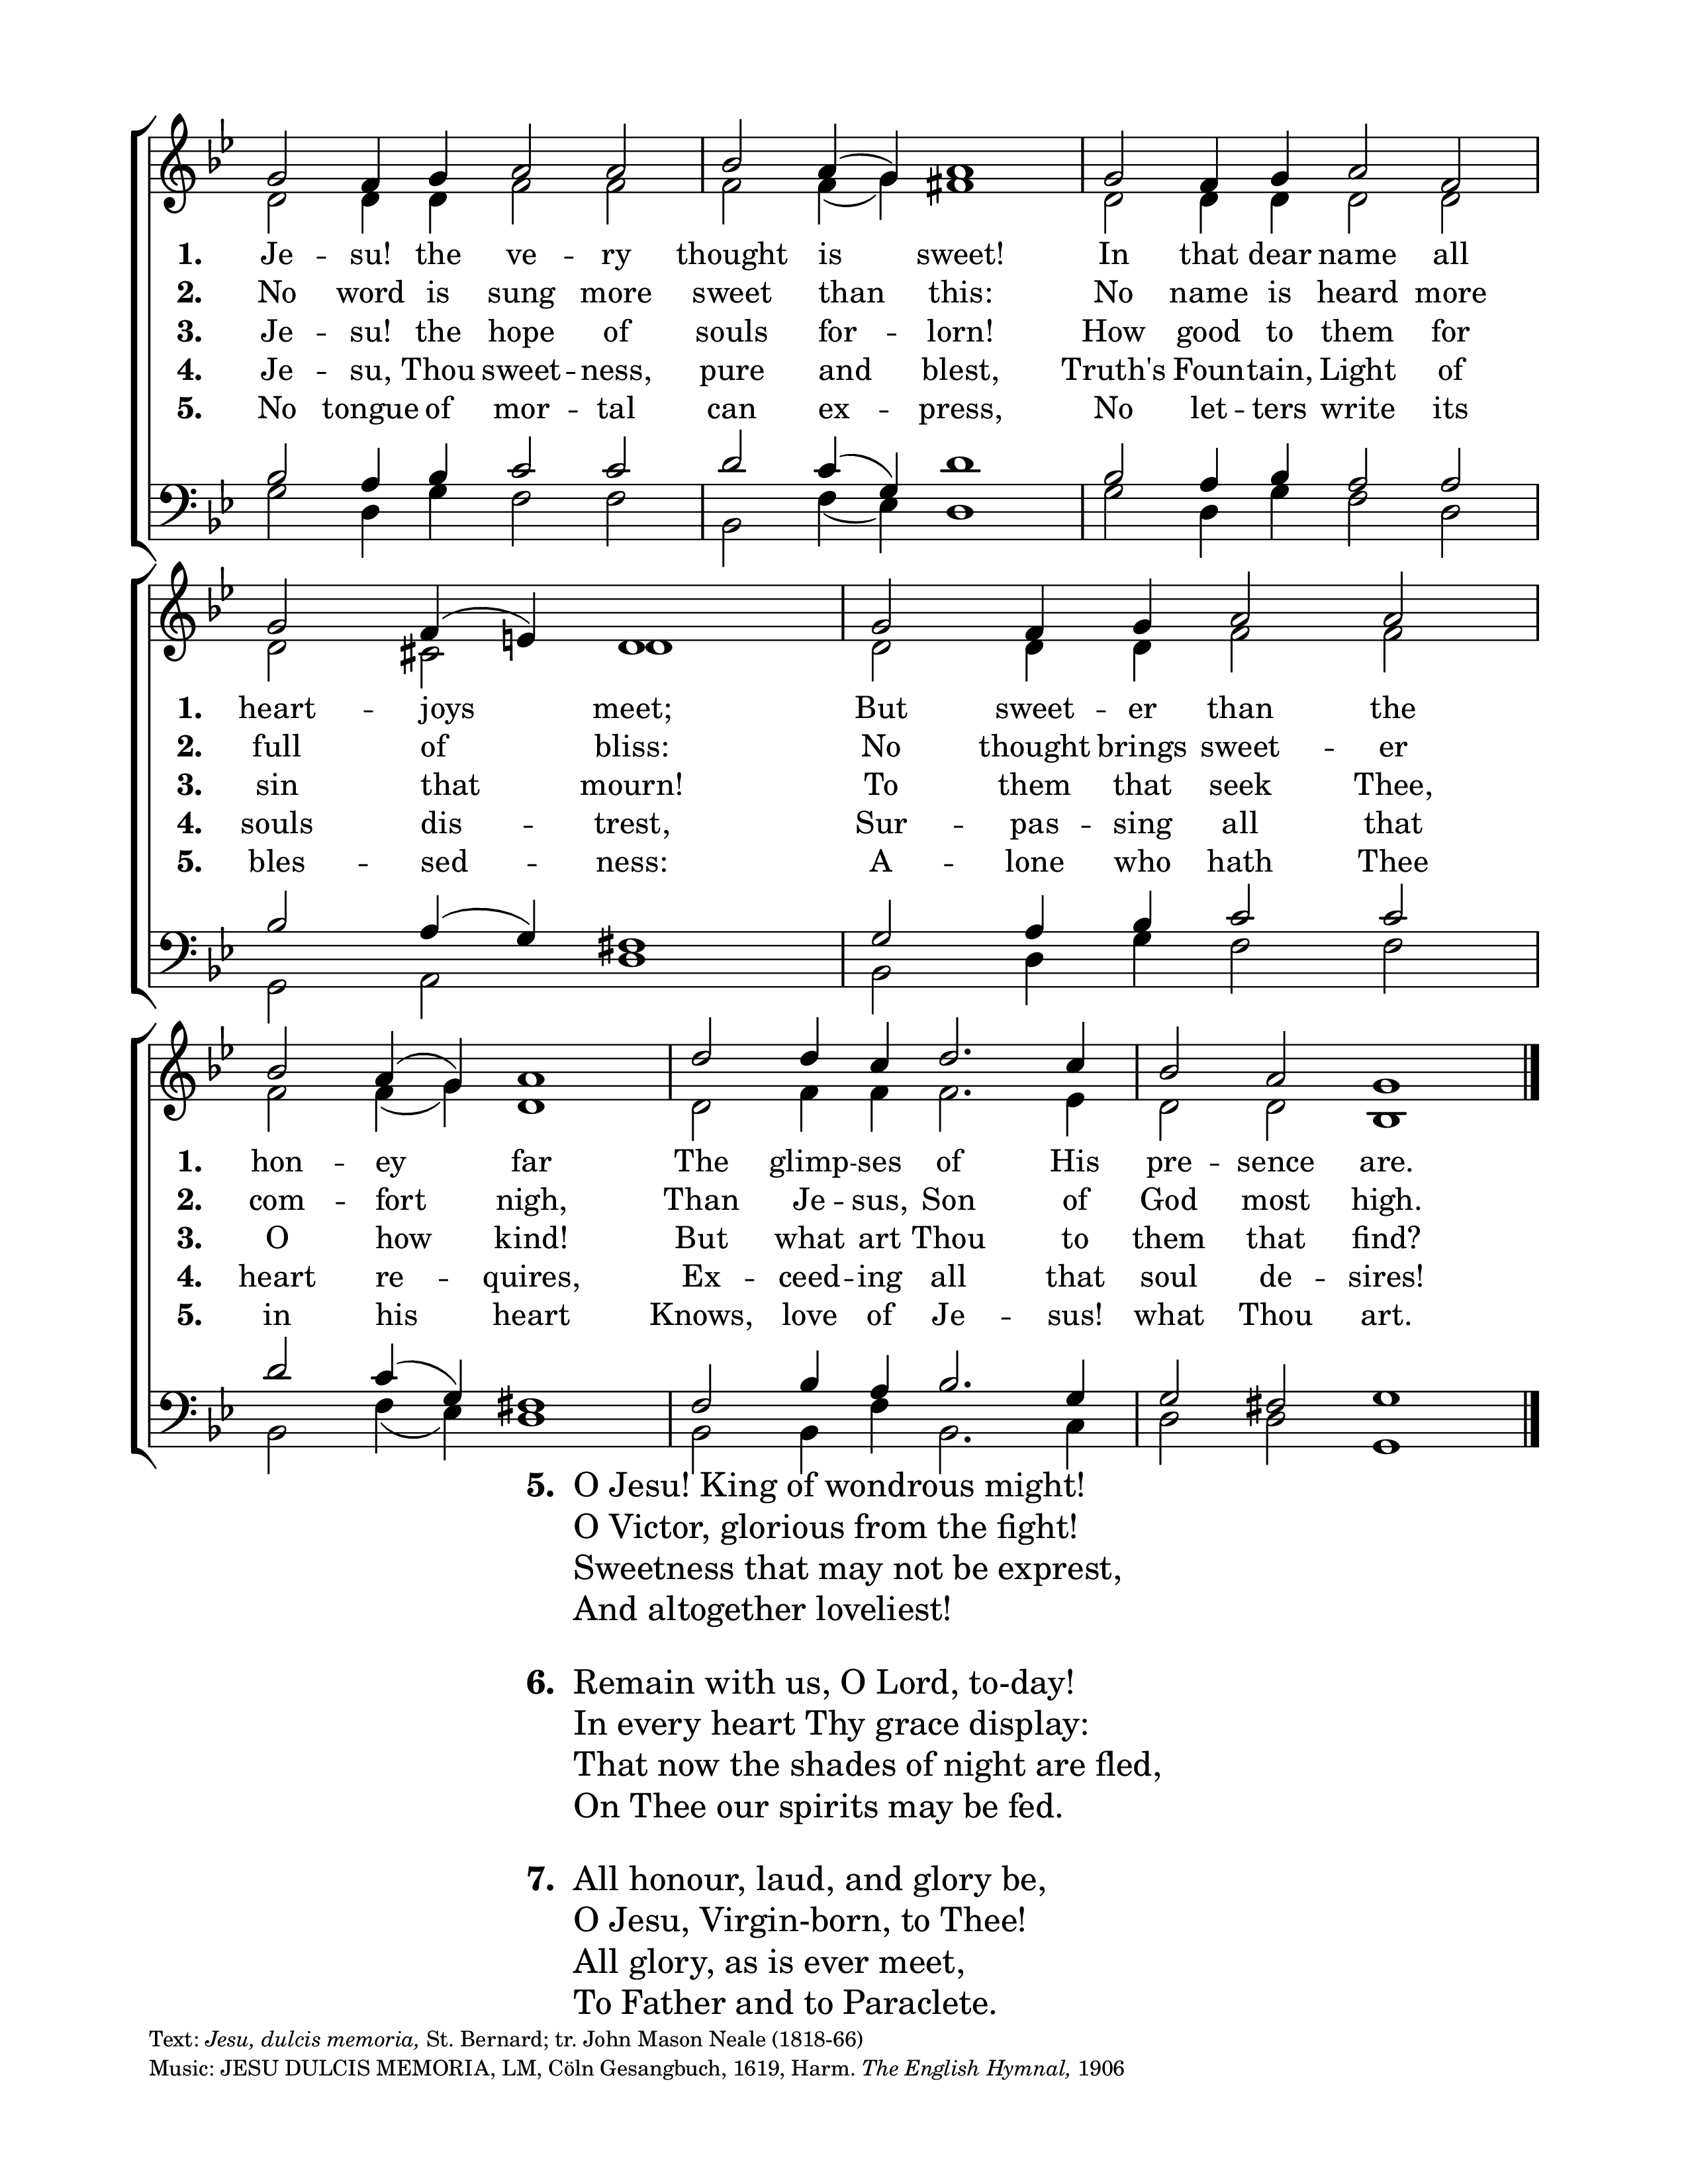 1. Je -- su! the ve -- ry thought is sweet! In that dear name all
2. No word is sung more sweet than this: No name is heard more
3. Je -- su! the hope of souls for -- lorn! How good to them for
4. Je -- su, Thou sweet -- ness, pure and blest, Truth's Foun -- tain, Light of
5. No tongue of mor -- tal can ex -- press, No let -- ters write its
1. heart -- joys meet; But sweet -- er than the
2. full of bliss: No thought brings sweet -- er
3. sin that mourn! To them that seek Thee,
4. souls dis -- trest, Sur -- pas -- sing all that
5. bles -- sed -- ness: A -- lone who hath Thee
1. hon -- ey far The glimp -- ses of His pre -- sence are.
2. com -- fort nigh, Than Je -- sus, Son of God most high.
3. O how kind! But what art Thou to them that find?
4. heart re -- quires, Ex -- ceed -- ing all that soul de -- sires!
5. in his heart Knows, love of Je -- sus! what Thou art.
5. O Jesu! King of wondrous might!
O Victor, glorious from the fight!
Sweetness that may not be exprest,
And altogether loveliest!
6. Remain with us, O Lord, to-day!
In every heart Thy grace display:
That now the shades of night are fled,
On Thee our spirits may be fed.
7. All honour, laud, and glory be,
O Jesu, Virgin-born, to Thee!
All glory, as is ever meet,
To Father and to Paraclete.
Text: Jesu, dulcis memoria, St. Bernard; tr. John Mason Neale (1818-66)
Music: JESU DULCIS MEMORIA, LM, Cöln Gesangbuch, 1619, Harm. The English Hymnal, 1906